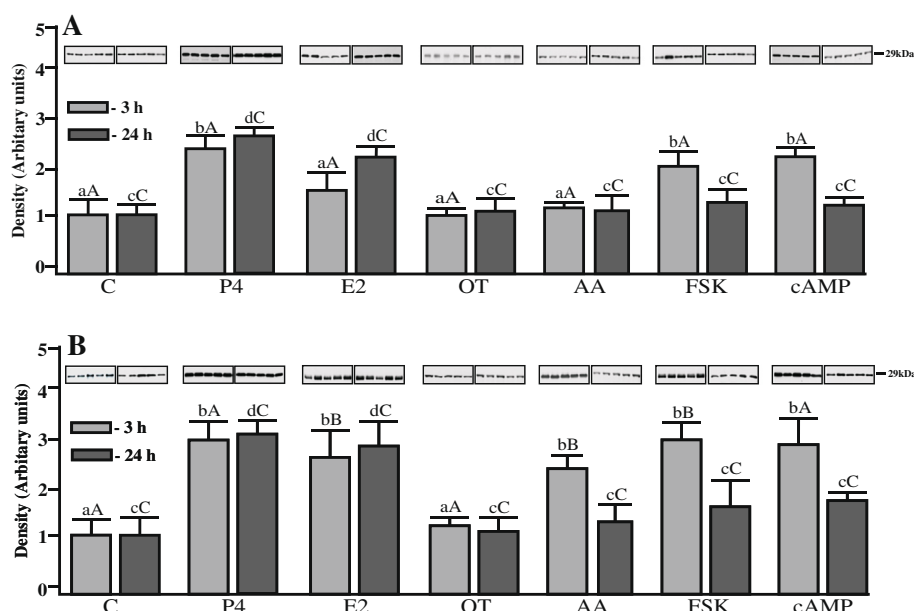 A
5
4
3
2
1
0
Density (Arbitary units)
29kDa
- 3 h
- 24 h
aA cC bA dC aA dC aA cC aA cC bA cC bA cC
C P4 E2 OT AA FSK cAMP
B
5
4
3
2
1
0
Density (Arbitary units)
29kDa
- 3 h
- 24 h
aA cC bA dC bB dC aA cC bB cC bB cC bA cC
C P4 E2 OT AA FSK cAMP